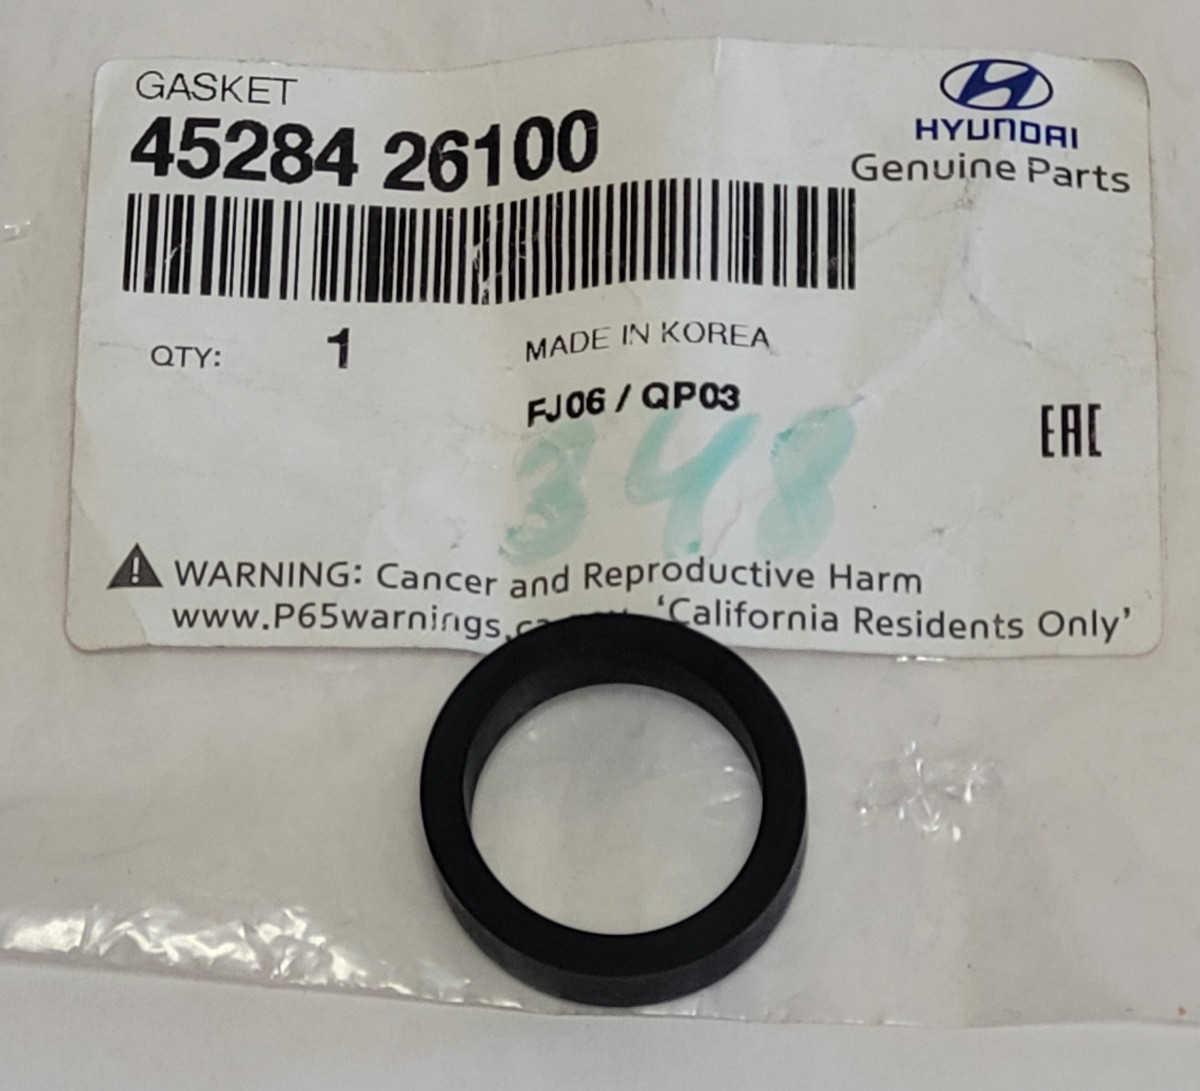 GASKET
45284 26100
HYUNDAI
Genuine Parts
QTY: 1
MADE IN KOREA
FJ06 / QP03
EAC
348
WARNING: Cancer and Reproductive Harm
'California Residents Only'